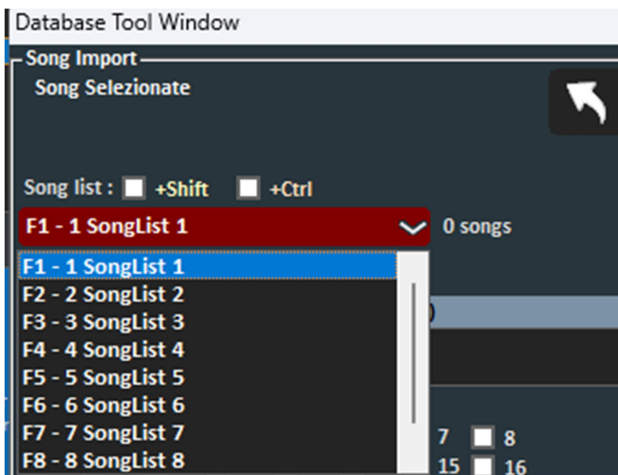 Database Tool Window
Song Import
Song Selezionate
Song list : +Shift +Ctrl
F1 - 1 SongList 1 0 songs
F1 - 1 SongList 1
F2 - 2 SongList 2
F3 - 3 SongList 3
F4 - 4 SongList 4
F5 - 5 SongList 5
F6 - 6 SongList 6
F7 - 7 SongList 7
7 8
F8 - 8 SongList 8
15 16